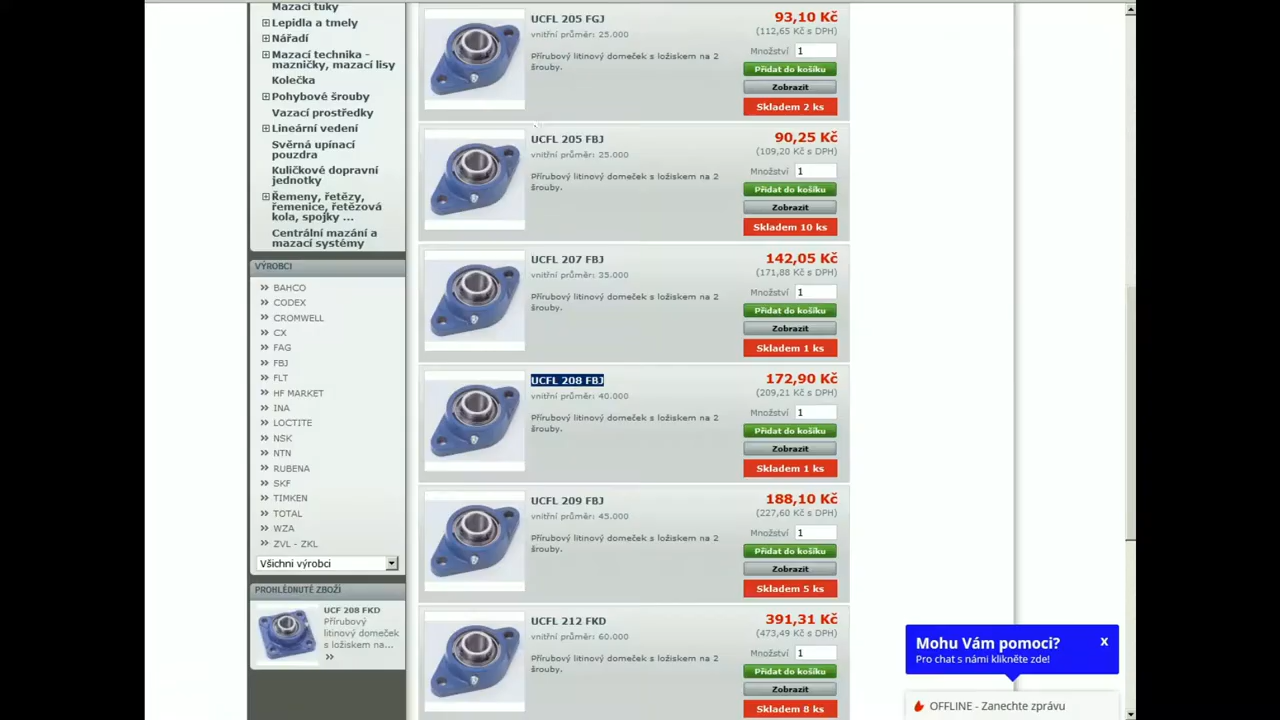 Mazací tuky
Lepidla a tmely
Nářadí
Mazací technika -
mazničky, mazací lisy
Kolečka
Pohybové šrouby
Vazací prostředky
Lineární vedení
Svěrná upínací
pouzdra
Kuličkové dopravní
jednotky
Řemeny, řetězy,
řemenice, řetězová
kola, spojky ...
Centrální mazání a
mazací systémy
VÝROBCI
BAHCO
CODEX
CROMWELL
CX
FAG
FBJ
FLT
HF MARKET
INA
LOCTITE
NSK
NTN
RUBENA
SKF
TIMKEN
TOTAL
WZA
ZVL - ZKL
Všichni výrobci
PROHLÉDNUTÉ ZBOŽÍ
UCF 208 FKD
Přírubový
litinový domeček
s ložiskem na...
UCFL 205 FGJ
vnitřní průměr: 25.000
Přírubový litinový domeček s ložiskem na 2
šrouby.
93,10 Kč
(112,65 Kč s DPH)
Množství 1
Přidat do košíku
Zobrazit
Skladem 2 ks
UCFL 205 FBJ
vnitřní průměr: 25.000
Přírubový litinový domeček s ložiskem na 2
šrouby.
90,25 Kč
(109,20 Kč s DPH)
Množství 1
Přidat do košíku
Zobrazit
Skladem 10 ks
UCFL 207 FBJ
vnitřní průměr: 35.000
Přírubový litinový domeček s ložiskem na 2
šrouby.
142,05 Kč
(171,88 Kč s DPH)
Množství 1
Přidat do košíku
Zobrazit
Skladem 1 ks
UCFL 208 FBJ
vnitřní průměr: 40.000
Přírubový litinový domeček s ložiskem na 2
šrouby.
172,90 Kč
(209,21 Kč s DPH)
Množství 1
Přidat do košíku
Zobrazit
Skladem 1 ks
UCFL 209 FBJ
vnitřní průměr: 45.000
Přírubový litinový domeček s ložiskem na 2
šrouby.
188,10 Kč
(227,60 Kč s DPH)
Množství 1
Přidat do košíku
Zobrazit
Skladem 5 ks
UCFL 212 FKD
vnitřní průměr: 60.000
Přírubový litinový domeček s ložiskem na 2
šrouby.
391,31 Kč
(473,49 Kč s DPH)
Množství 1
Přidat do košíku
Zobrazit
Skladem 8 ks
Mohu Vám pomoci? x
Pro chat s námi klikněte zde!
OFFLINE - Zanechte zprávu